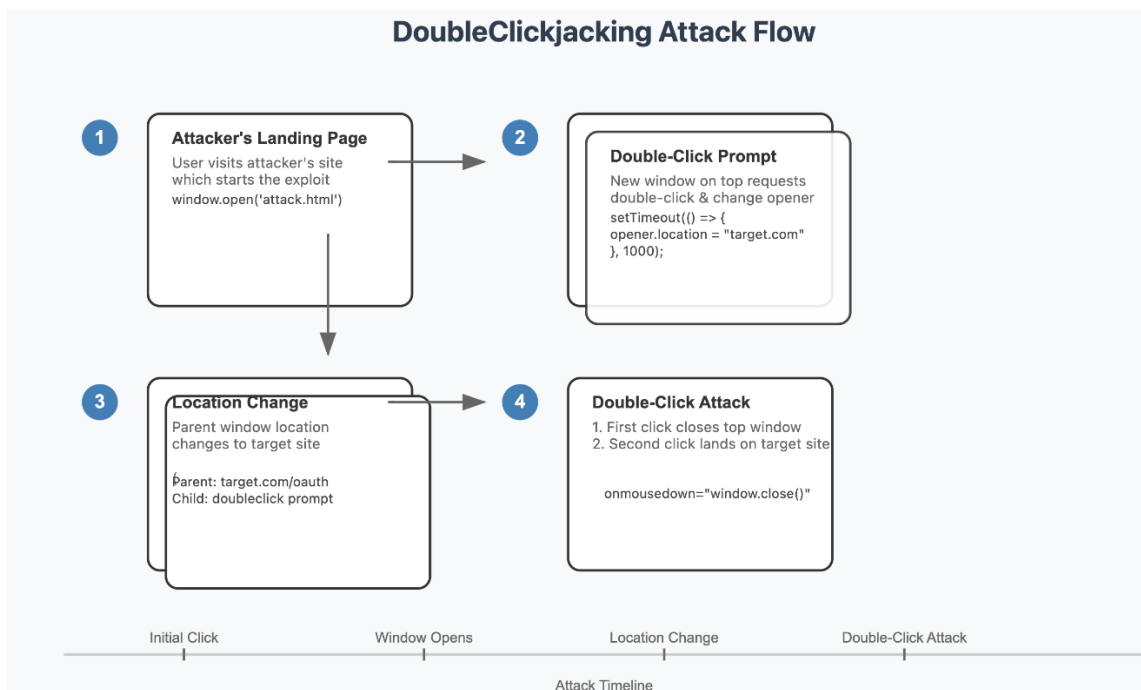 DoubleClickjacking Attack Flow
1
Attacker's Landing Page
User visits attacker's site
which starts the exploit
window.open('attack.html')
2
Double-Click Prompt
New window on top requests
double-click & change opener
setTimeout(() => {
opener.location = "target.com"
}, 1000);
3
Location Change
Parent window location
changes to target site
Parent: target.com/oauth
Child: doubleclick prompt
4
Double-Click Attack
1. First click closes top window
2. Second click lands on target site
onmousedown="window.close()"
Initial Click
Window Opens
Location Change
Double-Click Attack
Attack Timeline